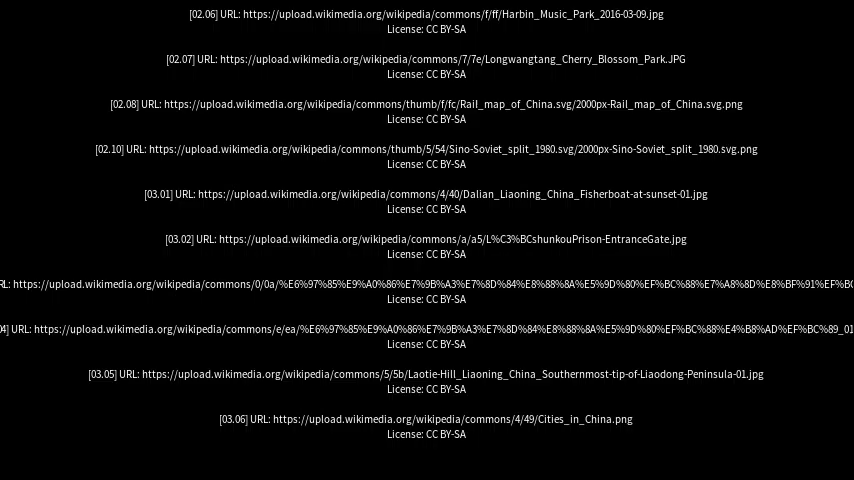 [02.06] URL: https://upload.wikimedia.org/wikipedia/commons/f/ff/Harbin_Music_Park_2016-03-09.jpg
License: CC BY-SA
[02.07] URL: https://upload.wikimedia.org/wikipedia/commons/7/7e/Longwangtang_Cherry_Blossom_Park.JPG
License: CC BY-SA
[02.08] URL: https://upload.wikimedia.org/wikipedia/commons/thumb/f/fc/Rail_map_of_China.svg/2000px-Rail_map_of_China.svg.png
License: CC BY-SA
[02.10] URL: https://upload.wikimedia.org/wikipedia/commons/thumb/5/54/Sino-Soviet_split_1980.svg/2000px-Sino-Soviet_split_1980.svg.png
License: CC BY-SA
[03.01] URL: https://upload.wikimedia.org/wikipedia/commons/4/40/Dalian_Liaoning_China_Fisherboat-at-sunset-01.jpg
License: CC BY-SA
[03.02] URL: https://upload.wikimedia.org/wikipedia/commons/a/a5/L%C3%BCshunkouPrison-EntranceGate.jpg
License: CC BY-SA
RL: https://upload.wikimedia.org/wikipedia/commons/0/0a/%E6%97%85%E9%A0%86%E7%9B%A3%E7%8D%84%E8%88%8A%E5%9D%80%EF%BC%88%E7%A8%8D%E8%BF%91%EF%BC
License: CC BY-SA
04] URL: https://upload.wikimedia.org/wikipedia/commons/e/ea/%E6%97%85%E9%A0%86%E7%9B%A3%E7%8D%84%E8%88%8A%E5%9D%80%EF%BC%88%E4%B8%AD%EF%BC%89_01
License: CC BY-SA
[03.05] URL: https://upload.wikimedia.org/wikipedia/commons/5/5b/Laotie-Hill_Liaoning_China_Southernmost-tip-of-Liaodong-Peninsula-01.jpg
License: CC BY-SA
[03.06] URL: https://upload.wikimedia.org/wikipedia/commons/4/49/Cities_in_China.png
License: CC BY-SA